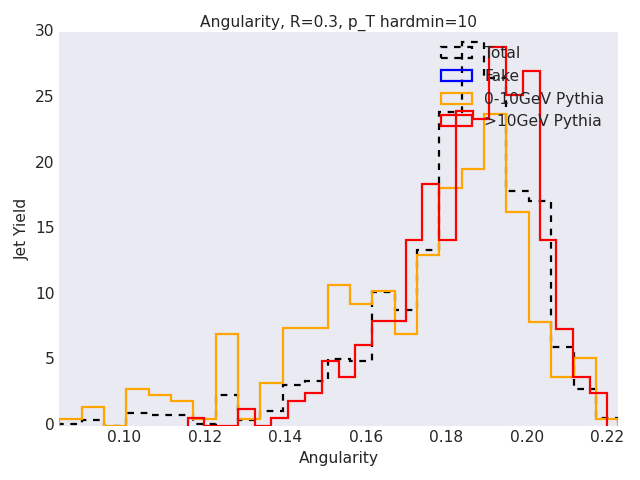 Angularity, R=0.3, p_T hardmin=10
30
25
20
15
10
5
0
Jet Yield
Total
Fake
0-10GeV Pythia
>10GeV Pythia
0.10 0.12 0.14 0.16 0.18 0.20 0.22
Angularity